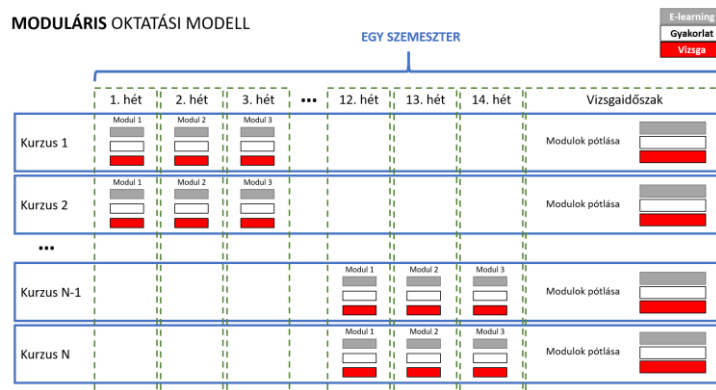 MODULÁRIS OKTATÁSI MODELL
E-learning
Gyakorlat
Vizsga
EGY SZEMESZTER
1. hét 2. hét 3. hét ... 12. hét 13. hét 14. hét Vizsgaidőszak
Modul 1 Modul 2 Modul 3
Kurzus 1 Modulok pótlása
Modul 1 Modul 2 Modul 3
Kurzus 2 Modulok pótlása
...
Modul 1 Modul 2 Modul 3
Kurzus N-1 Modulok pótlása
Modul 1 Modul 2 Modul 3
Kurzus N Modulok pótlása